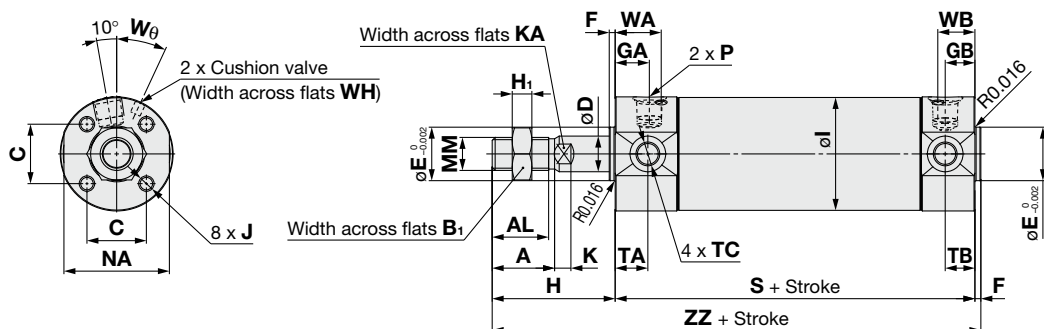 10° Wθ
2 x Cushion valve
(Width across flats WH)
C
C
NA
8 x J
F WA
Width across flats KA
GA
2 x P
WB
GB
R0.016
H1
øD
MM
øE 0 -0.002
øI
R0.016
øE 0 -0.002
Width across flats B1
AL
A
K
TA
4 x TC
TB
H
S + Stroke
F
ZZ + Stroke